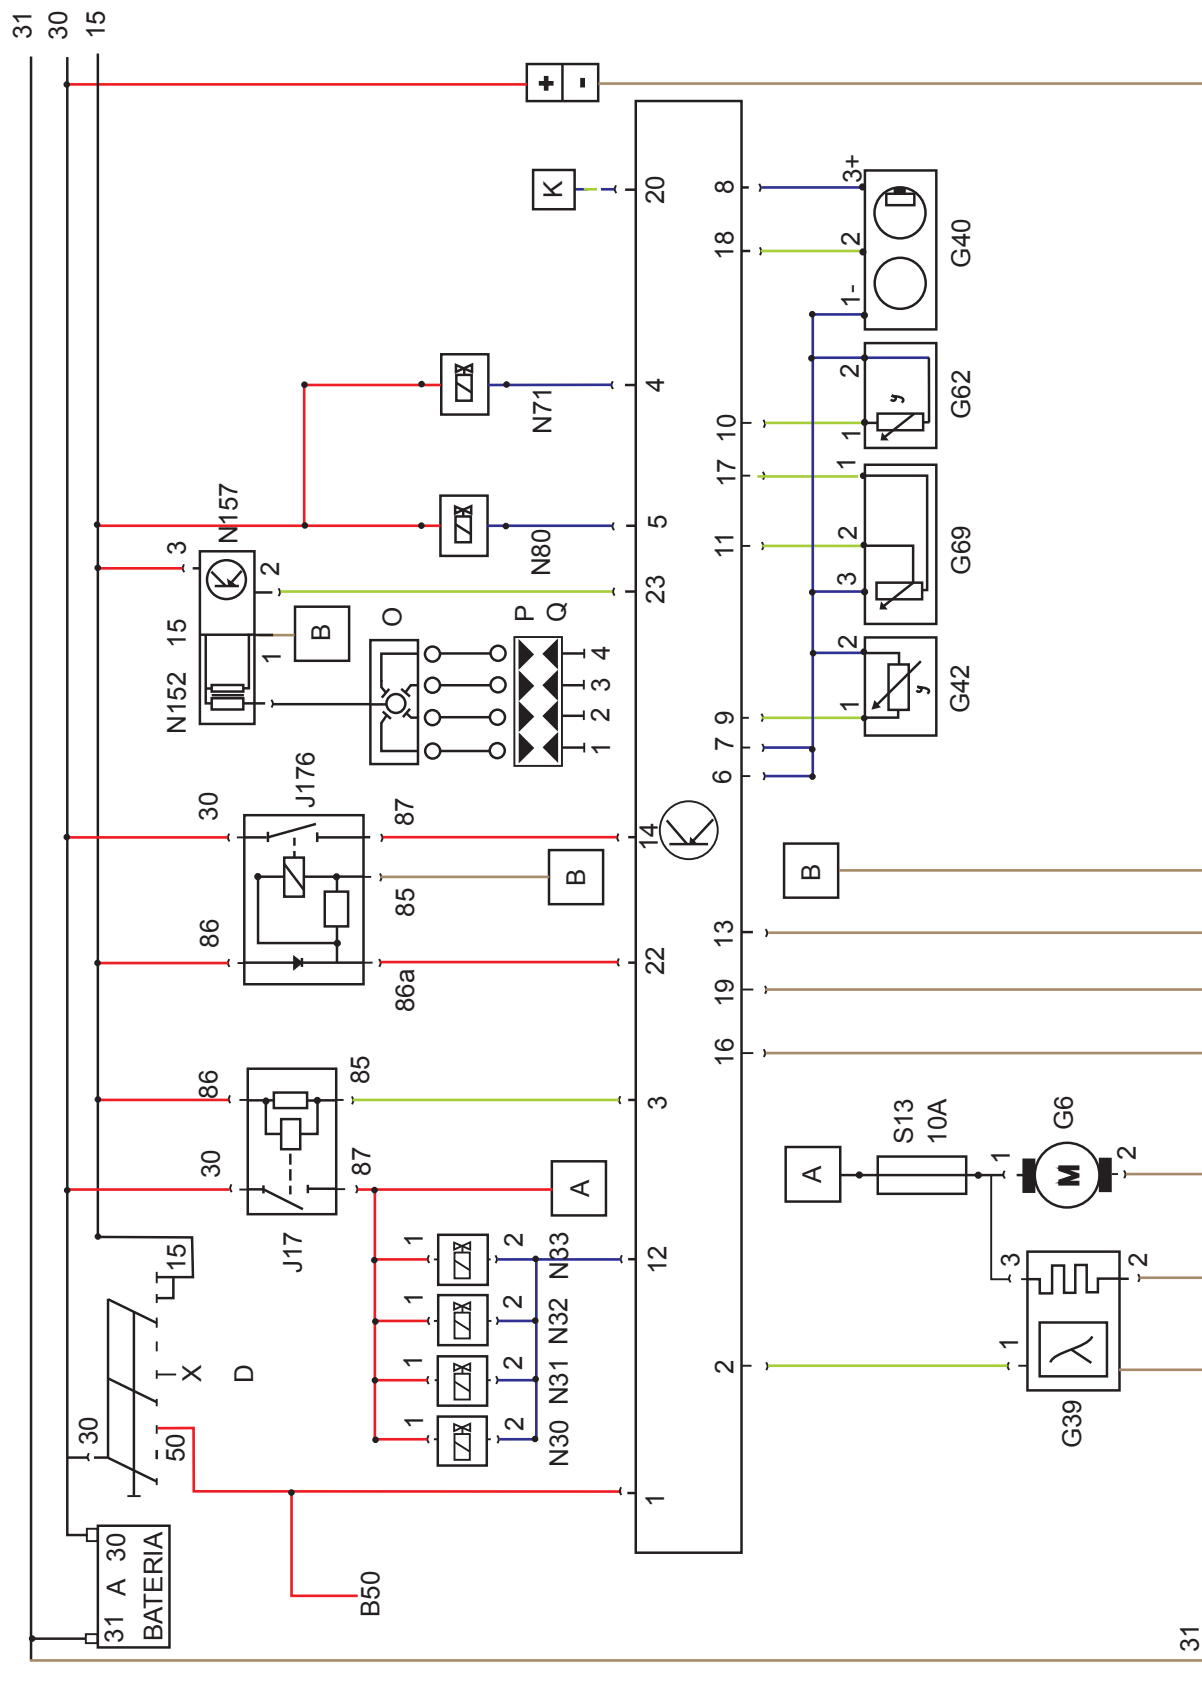 31
30
15
30
31 A 30
BATERIA
50
15
N152
15
3
X
30
86
86
30
N157
D
1
2
J17
J176
B
87
85
B50
O
86a
85
87
1
1
1
1
2
2
2
2
P
Q
N30
N31
N32
N33
N80
N71
K
+
-
A
B
1
2
3
4
1
12
3
22
14
23
5
4
20
2
16
19
13
6
7
9
11
17
10
18
8
A
B
1
2
3
2
1
1
2
1-
2
3+
y
y
S13
10A
G42
G69
G62
G40
1
3
1
M
G6
G39
2
2
31